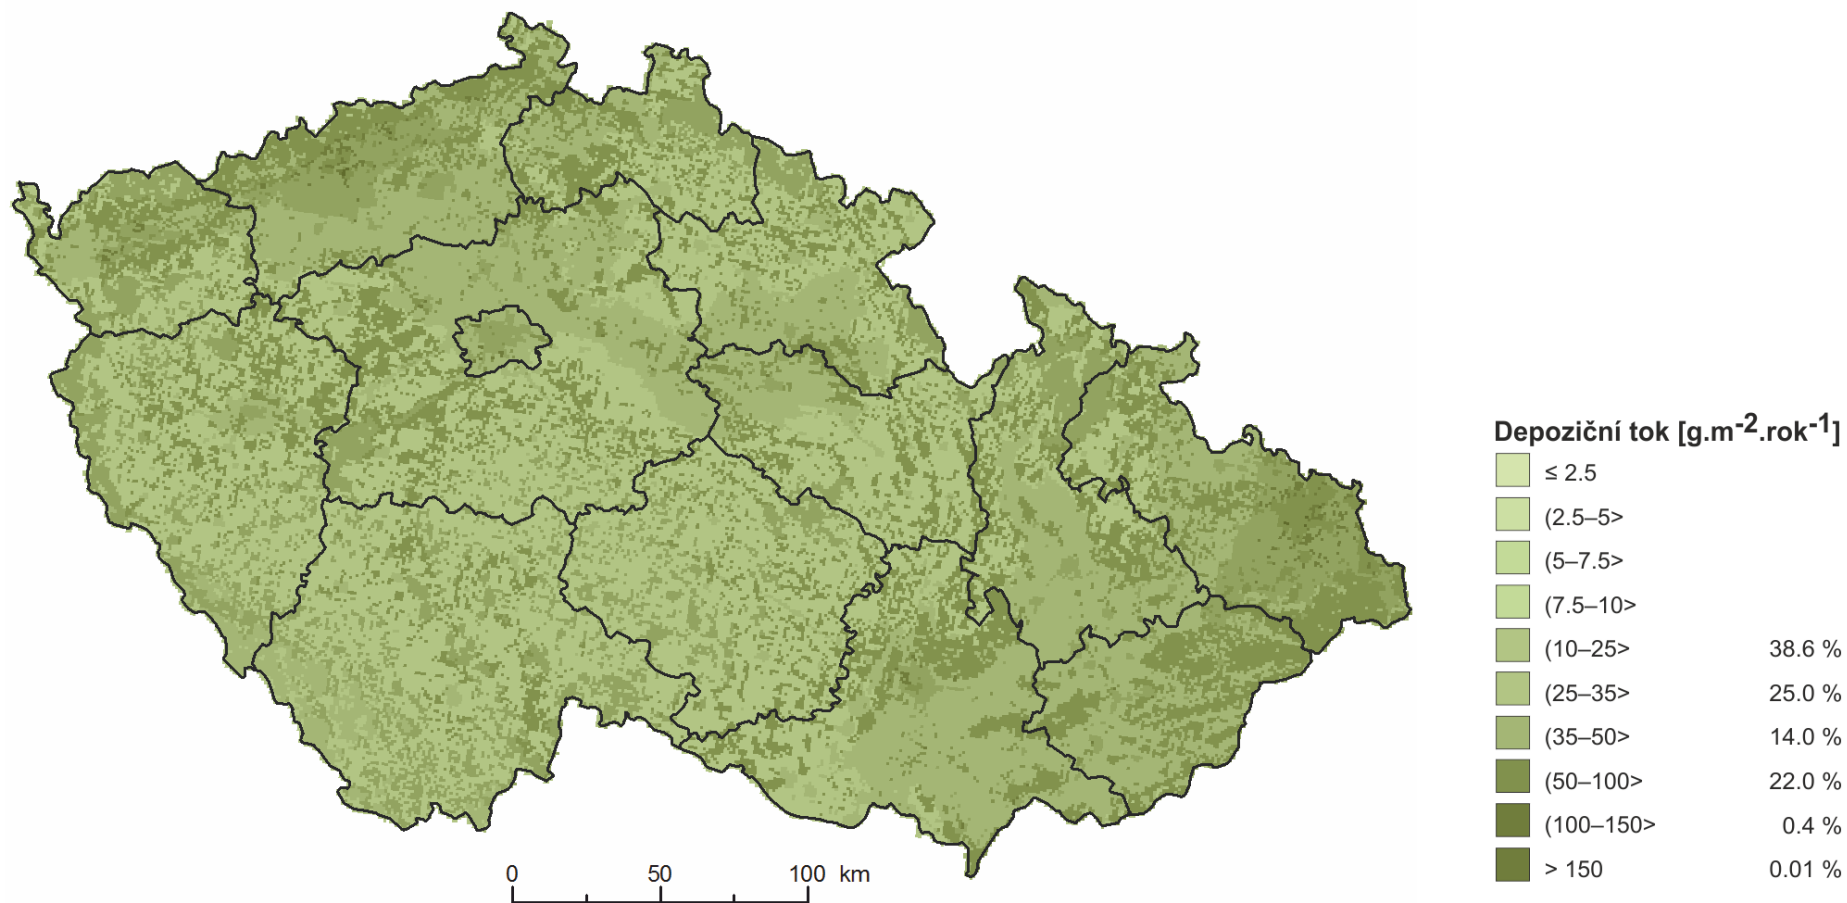 Depoziční tok [g.m-2.rok-1]
≤ 2.5
(2.5–5>
(5–7.5>
(7.5–10>
(10–25> 38.6 %
(25–35> 25.0 %
(35–50> 14.0 %
(50–100> 22.0 %
(100–150> 0.4 %
> 150 0.01 %
0 50 100 km